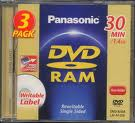 3
PACK
Panasonic
30
MIN
1.4GB
DVD
RAM
Writable
Label
Rewritable
Single Sided